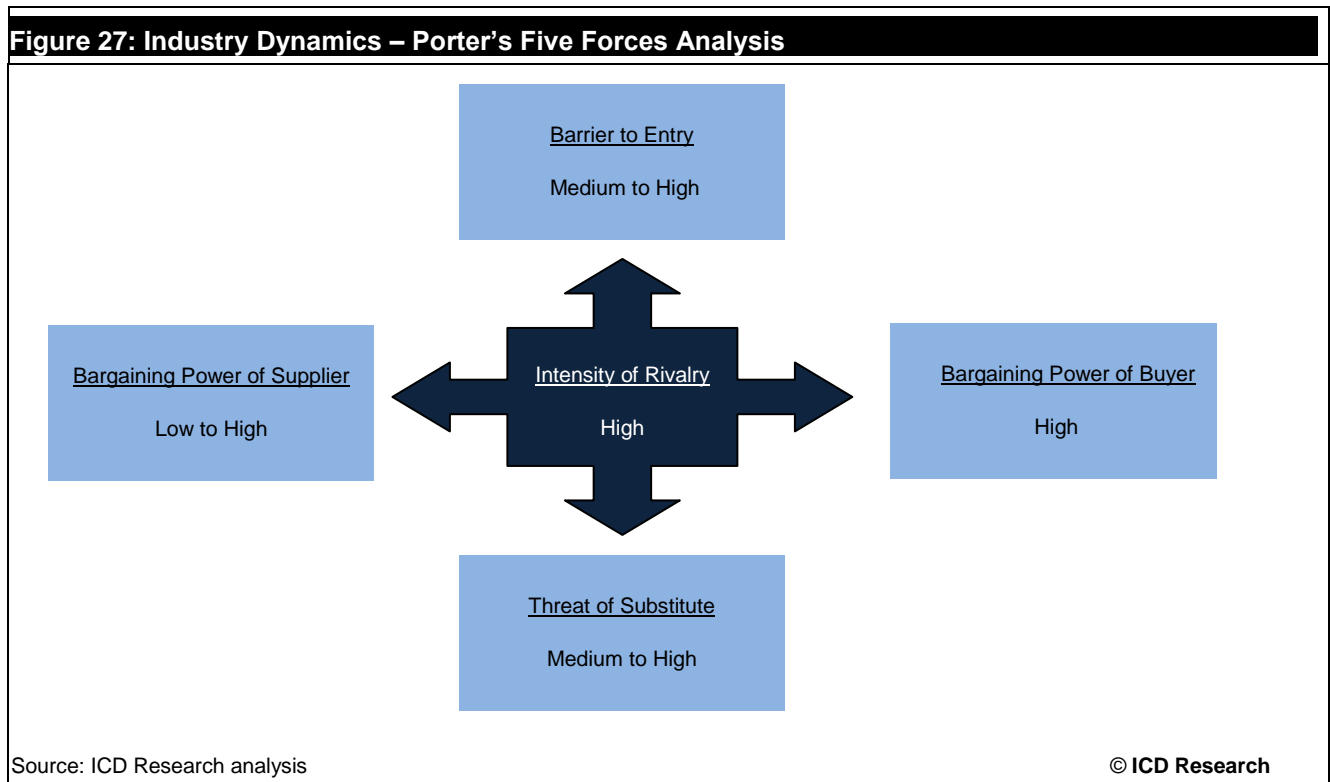 Figure 27: Industry Dynamics – Porter's Five Forces Analysis
Barrier to Entry
Medium to High
Bargaining Power of Supplier
Low to High
Intensity of Rivalry
High
Bargaining Power of Buyer
High
Threat of Substitute
Medium to High
Source: ICD Research analysis
© ICD Research